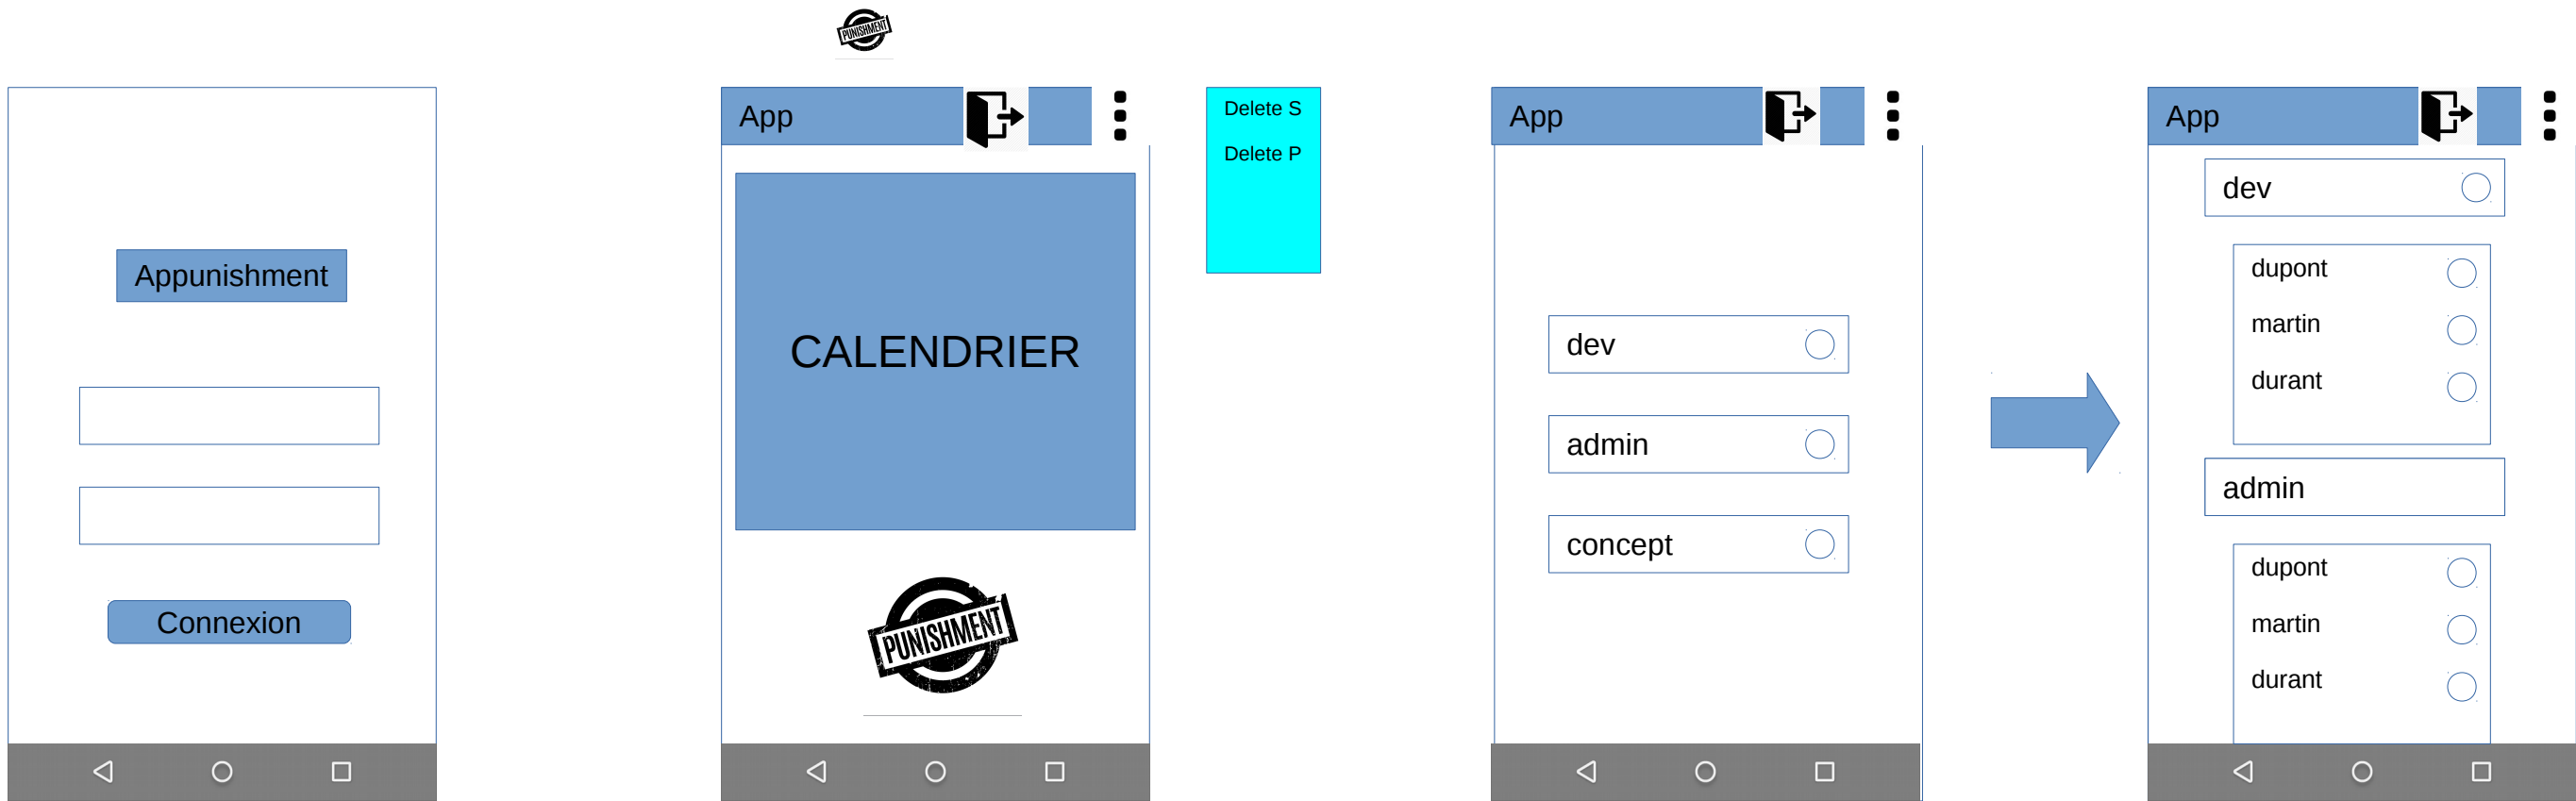 PUNISHMENT
Appunishment
Connexion
App
CALENDRIER
PUNISHMENT
Delete S
Delete P
App
dev
admin
concept
App
dev
dupont
martin
durant
admin
dupont
martin
durant